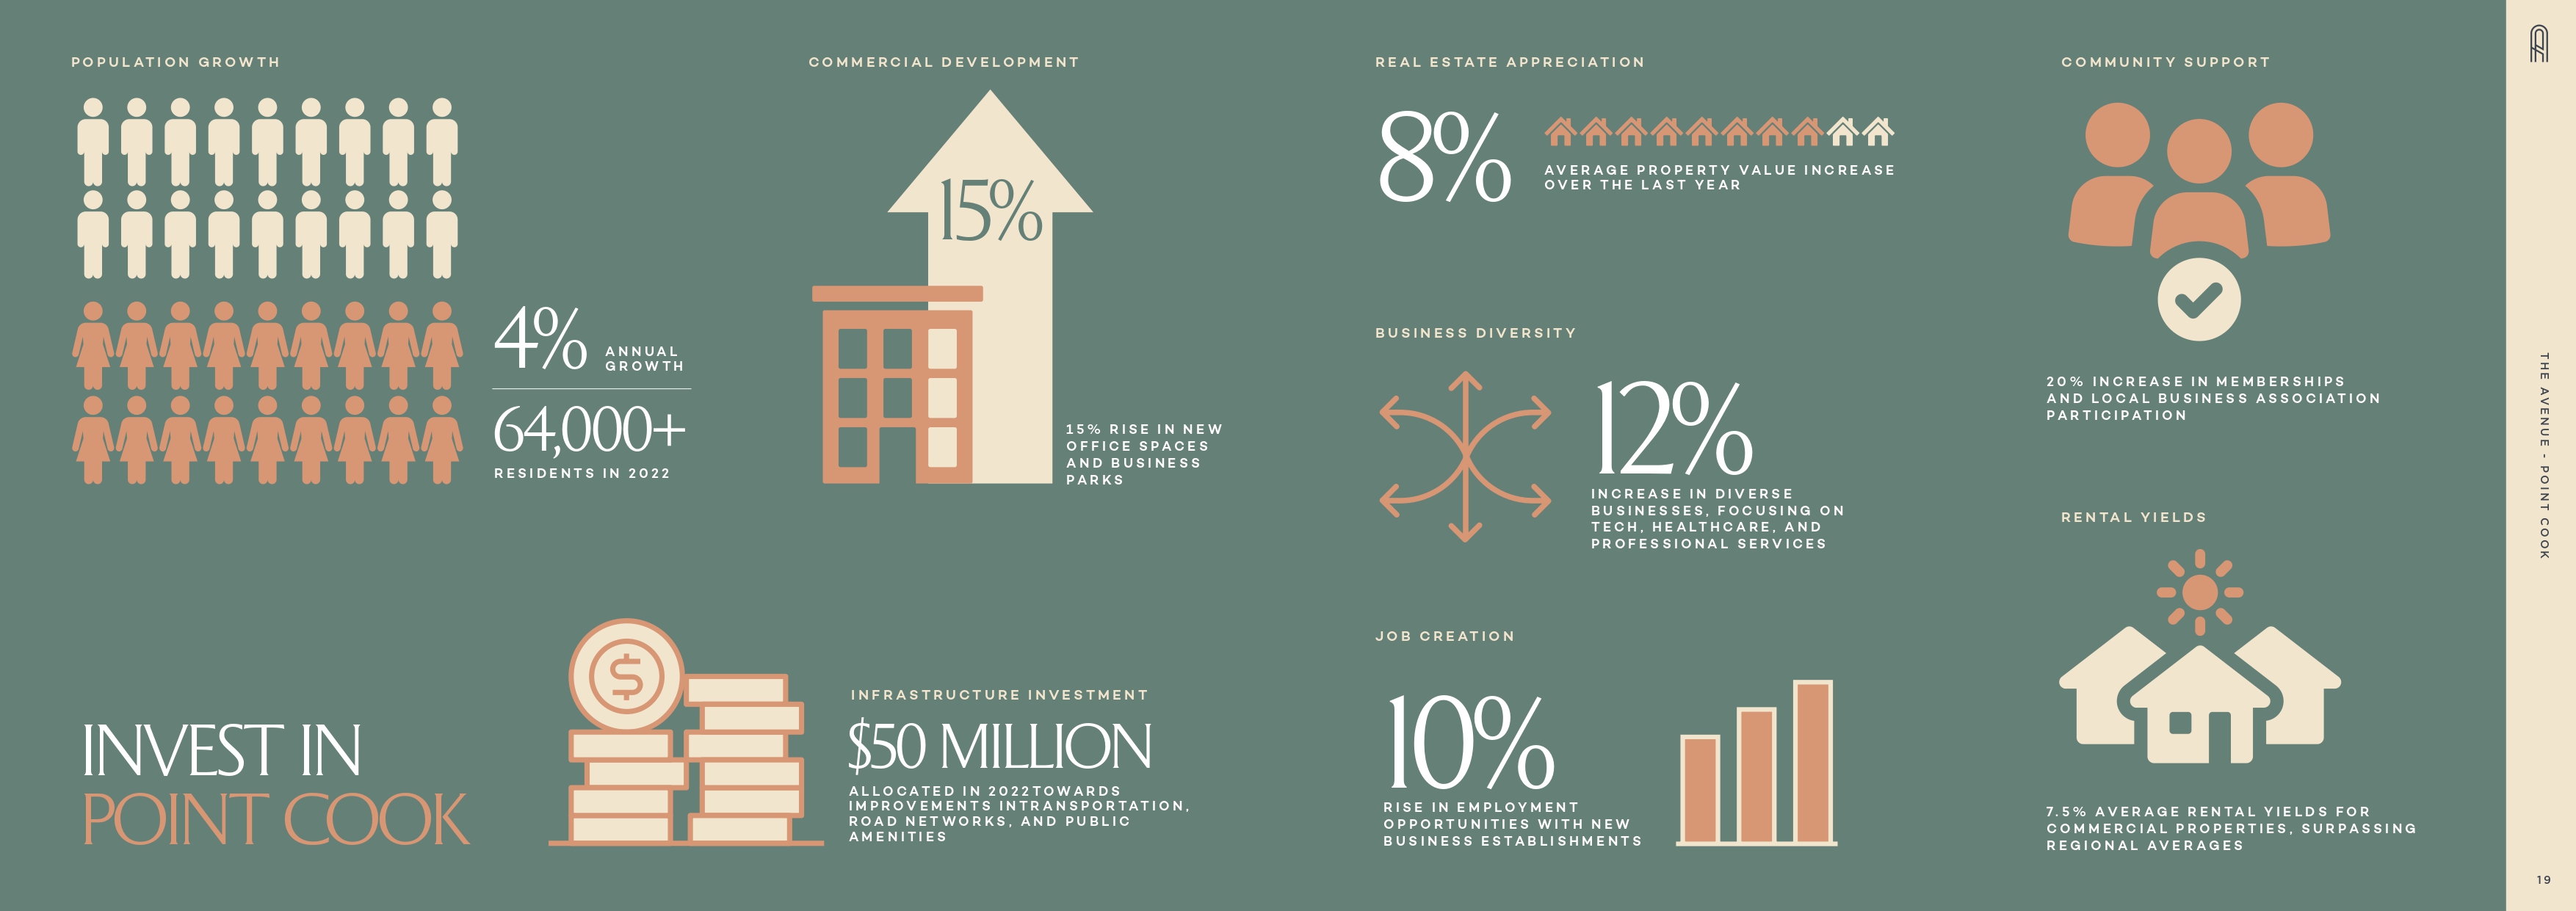 POPULATION GROWTH
4%
ANNUAL
GROWTH
64,000+
RESIDENTS IN 2022
COMMERCIAL DEVELOPMENT
15%
15% RISE IN NEW
OFFICE SPACES
AND BUSINESS
PARKS
INVEST IN
POINT COOK
INFRASTRUCTURE INVESTMENT
$50 MILLION
ALLOCATED IN 2022TOWARDS
IMPROVEMENTS INTRANSPORTATION,
ROAD NETWORKS, AND PUBLIC
AMENITIES
REAL ESTATE APPRECIATION
8%
AVERAGE PROPERTY VALUE INCREASE
OVER THE LAST YEAR
BUSINESS DIVERSITY
12%
INCREASE IN DIVERSE
BUSINESSES, FOCUSING ON
TECH, HEALTHCARE, AND
PROFESSIONAL SERVICES
JOB CREATION
10%
RISE IN EMPLOYMENT
OPPORTUNITIES WITH NEW
BUSINESS ESTABLISHMENTS
COMMUNITY SUPPORT
20% INCREASE IN MEMBERSHIPS
AND LOCAL BUSINESS ASSOCIATION
PARTICIPATION
RENTAL YIELDS
7.5% AVERAGE RENTAL YIELDS FOR
COMMERCIAL PROPERTIES, SURPASSING
REGIONAL AVERAGES
THE AVENUE - POINT COOK
19